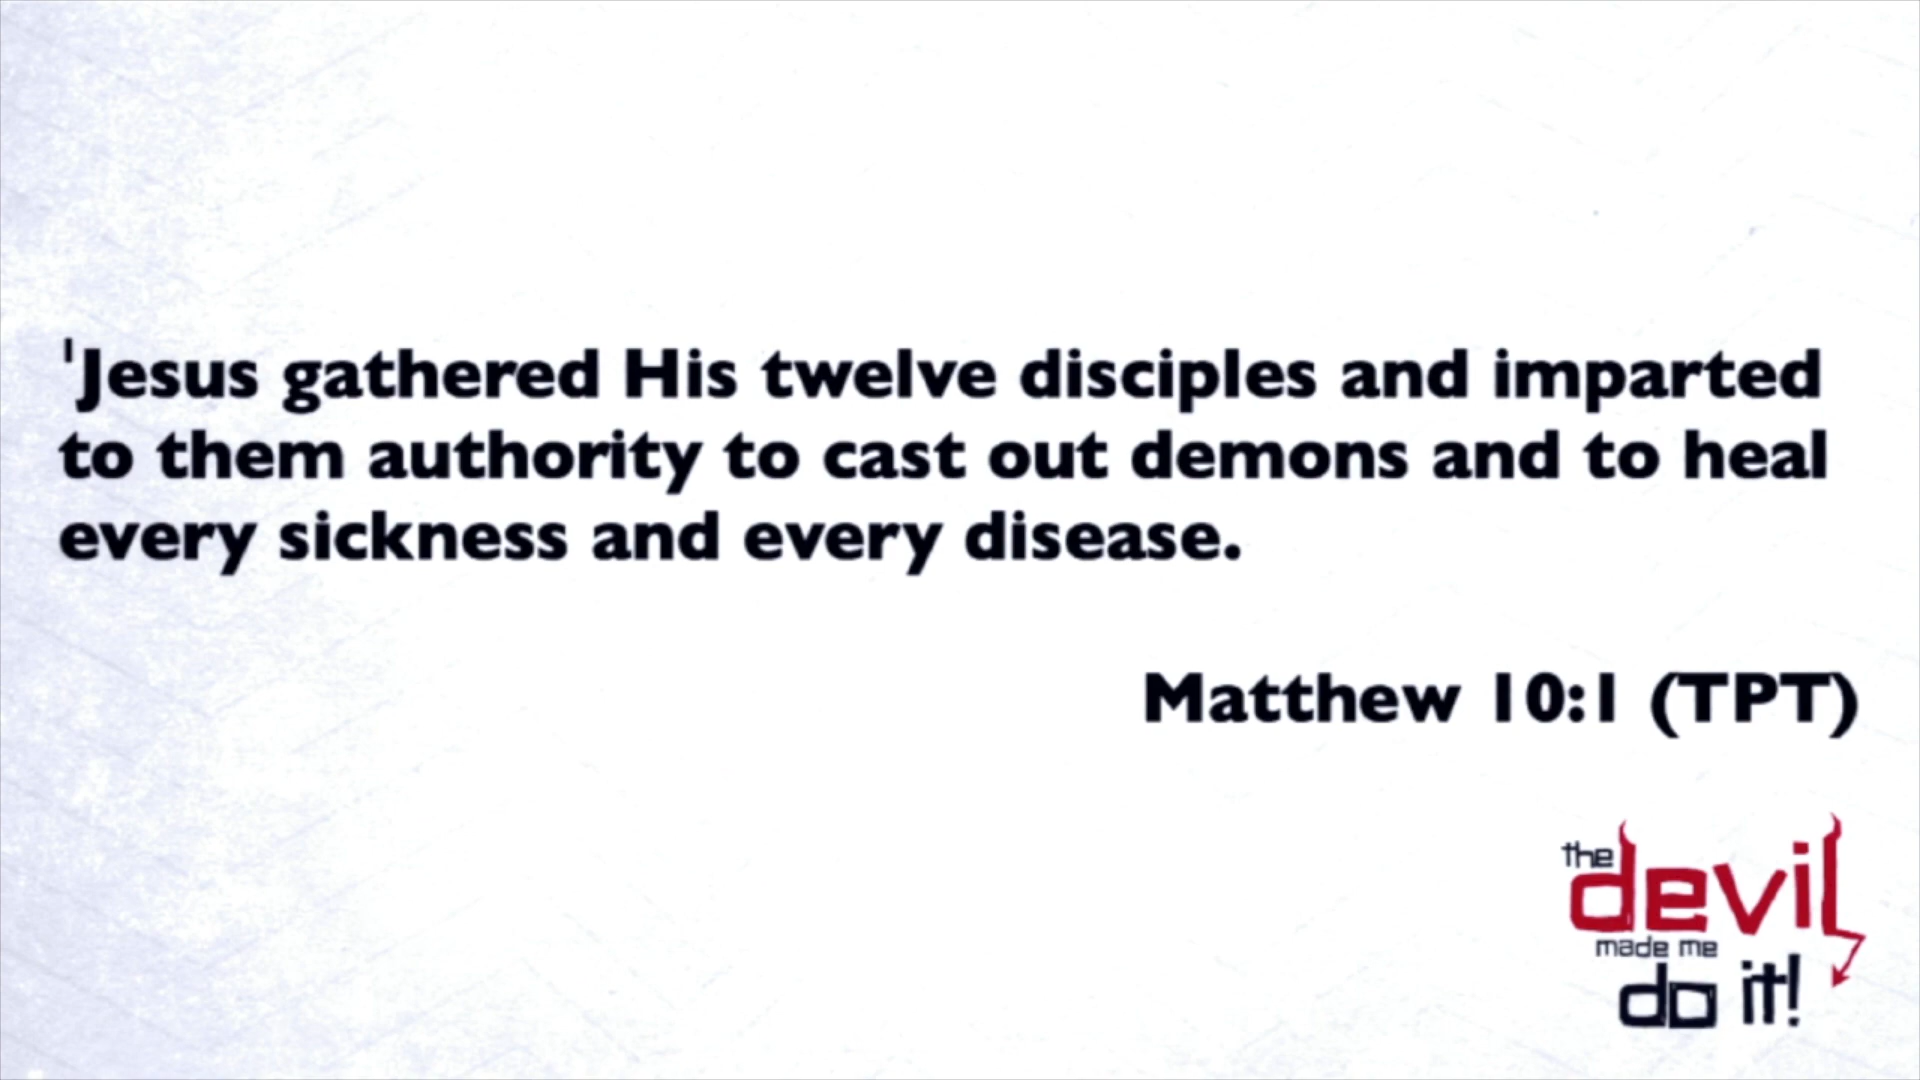 ¹Jesus gathered His twelve disciples and imparted
to them authority to cast out demons and to heal
every sickness and every disease.
Matthew 10:1 (TPT)
the
devil
made me
do it!